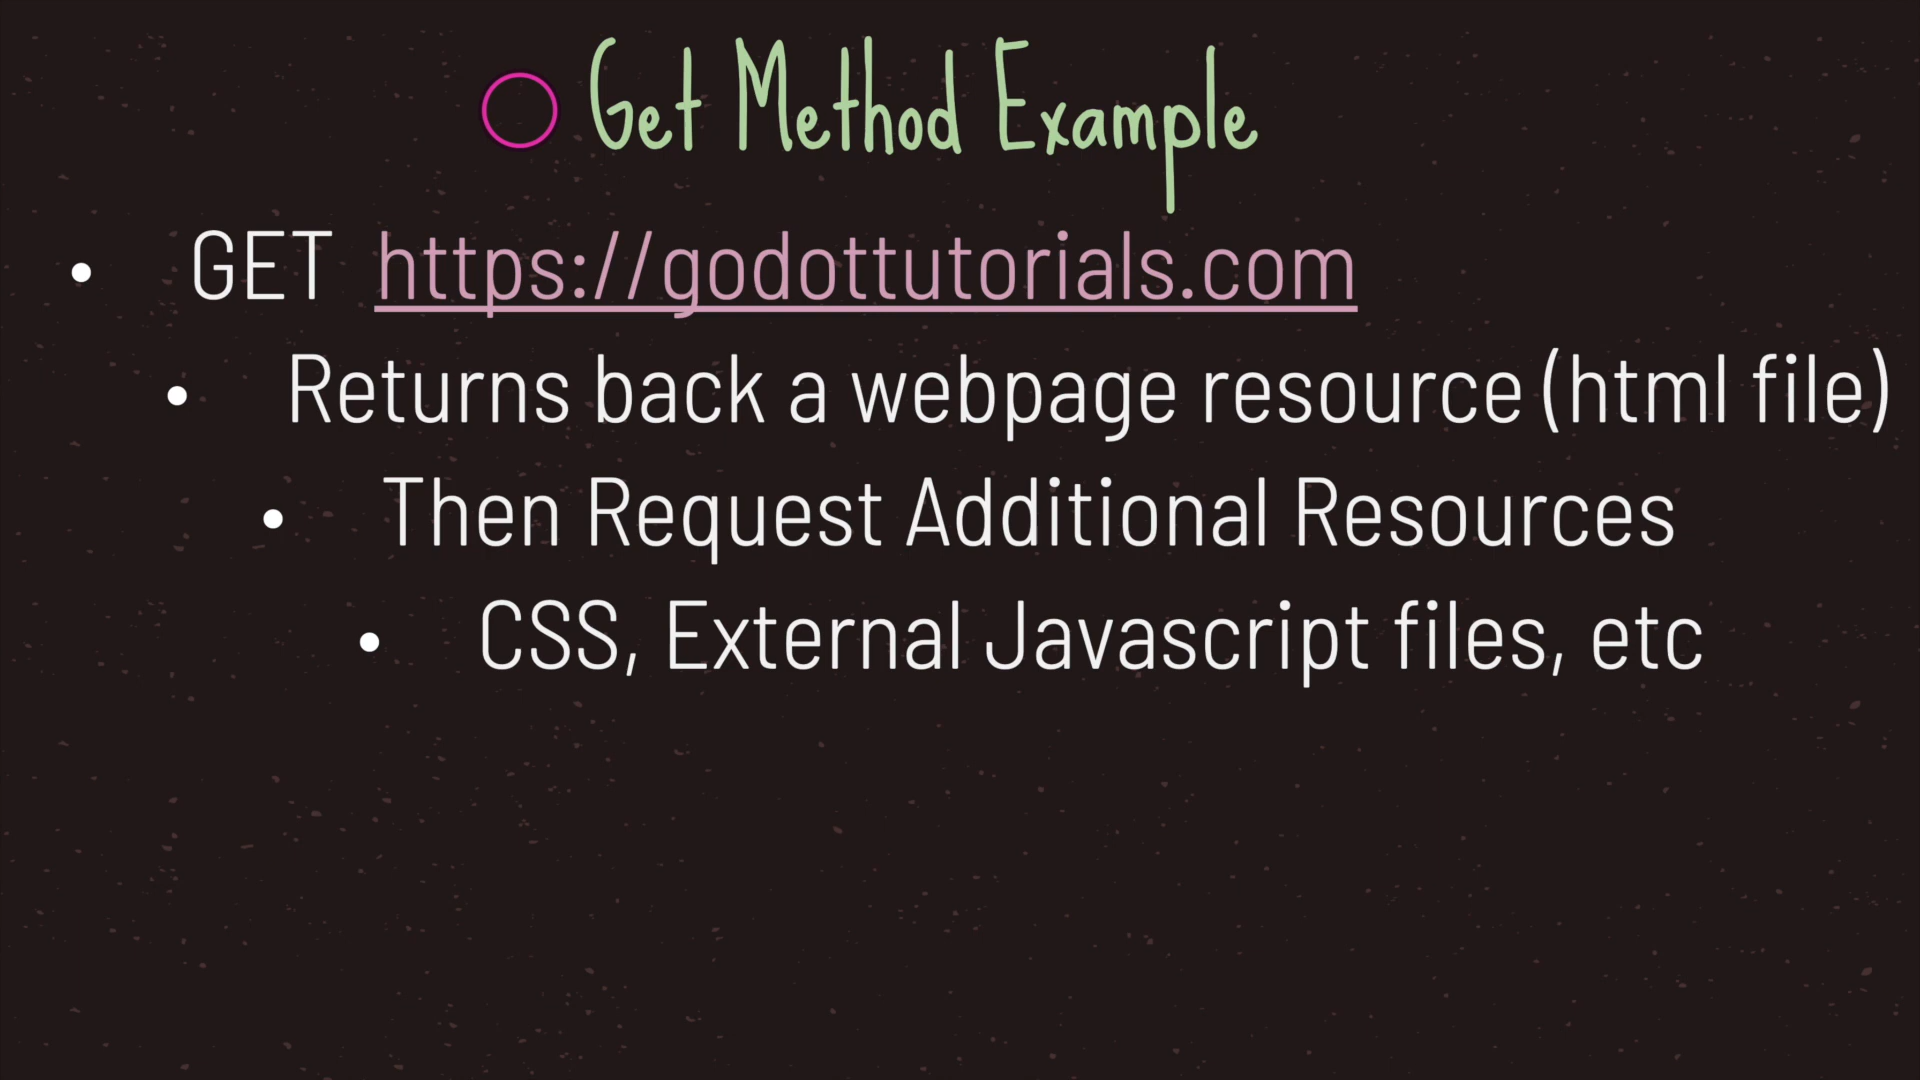 Get Method Example
• GET https://godottutorials.com
• Returns back a webpage resource (html file)
• Then Request Additional Resources
• CSS, External Javascript files, etc